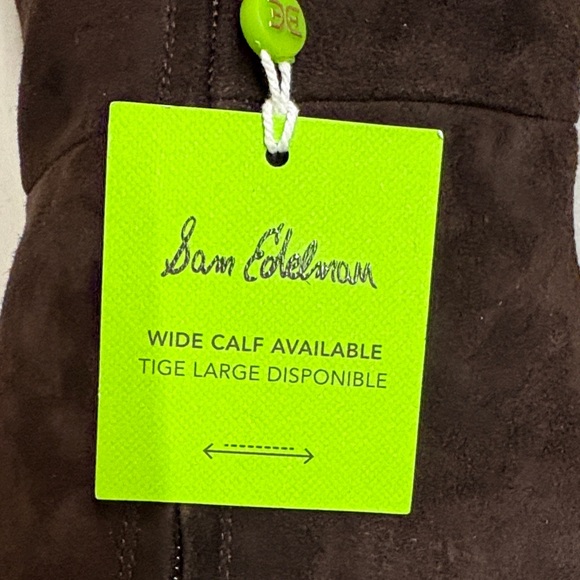 Sam Edelman
WIDE CALF AVAILABLE
TIGE LARGE DISPONIBLE